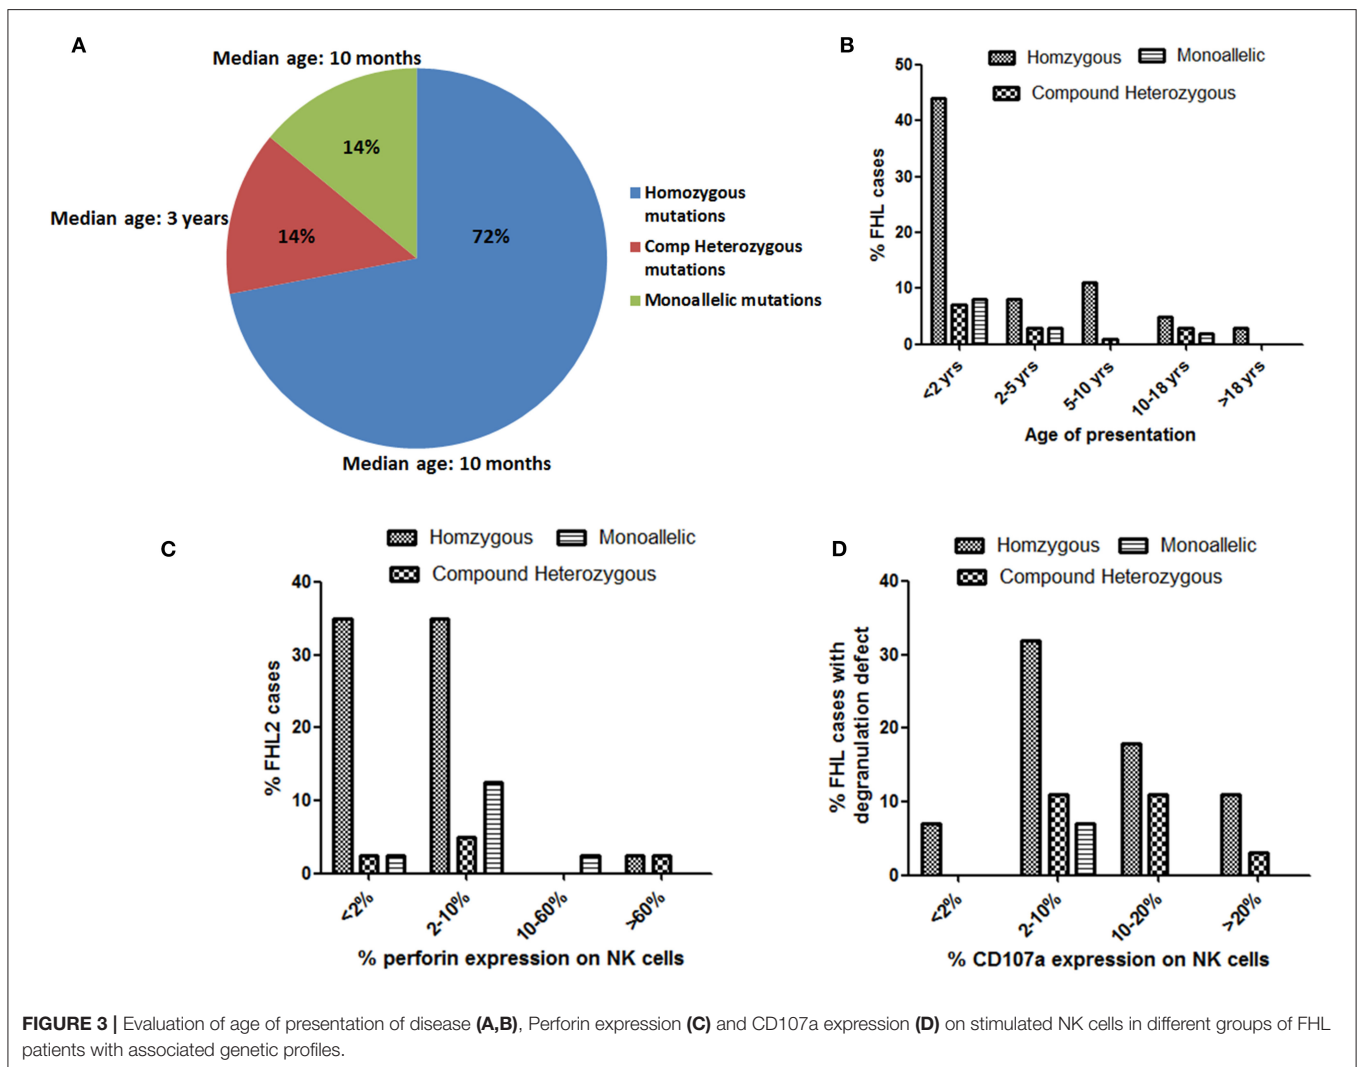 A
Median age: 10 months
14%
Median age: 3 years
14%
72%
Median age: 10 months
Homozygous
mutations
Comp Heterozygous
mutations
Monoallelic mutations
B
Homzygous
Monoallelic
Compound Heterozygous
% FHL cases
50
40
30
20
10
0
<2 yrs
2-5 yrs
5-10 yrs
10-18 yrs
>18 yrs
Age of presentation
C
Homzygous
Monoallelic
Compound Heterozygous
% FHL2 cases
40
30
20
10
0
<2%
2-10%
10-60%
>60%
% perforin expression on NK cells
D
Homzygous
Monoallelic
Compound Heterozygous
% FHL cases with
degranulation defect
40
30
20
10
0
<2%
2-10%
10-20%
>20%
% CD107a expression on NK cells
FIGURE 3 | Evaluation of age of presentation of disease (A,B), Perforin expression (C) and CD107a expression (D) on stimulated NK cells in different groups of FHL
patients with associated genetic profiles.